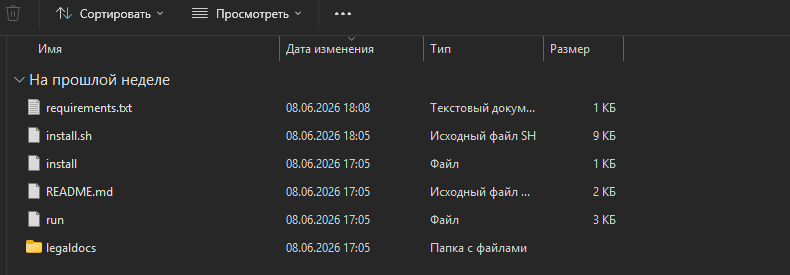 Сортировать Просмотреть
Имя Дата изменения Тип Размер
На прошлой неделе
requirements.txt 08.06.2026 18:08 Текстовый докум... 1 КБ
install.sh 08.06.2026 18:05 Исходный файл SH 9 КБ
install 08.06.2026 17:05 Файл 1 КБ
README.md 08.06.2026 17:05 Исходный файл ... 2 КБ
run 08.06.2026 17:05 Файл 3 КБ
legaldocs 08.06.2026 17:05 Папка с файлами